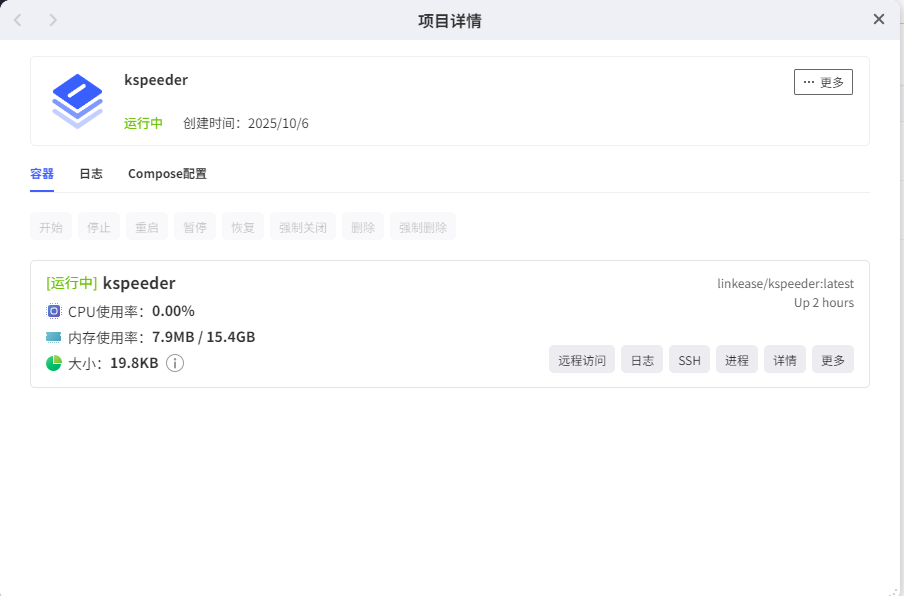 项目详情
kspeeder
··· 更多
运行中 创建时间：2025/10/6
容器 日志 Compose配置
开始 停止 重启 暂停 恢复 强制关闭 删除 强制删除
[运行中] kspeeder
linkease/kspeeder:latest
Up 2 hours
CPU使用率：0.00%
内存使用率：7.9MB / 15.4GB
大小：19.8KB
远程访问 日志 SSH 进程 详情 更多